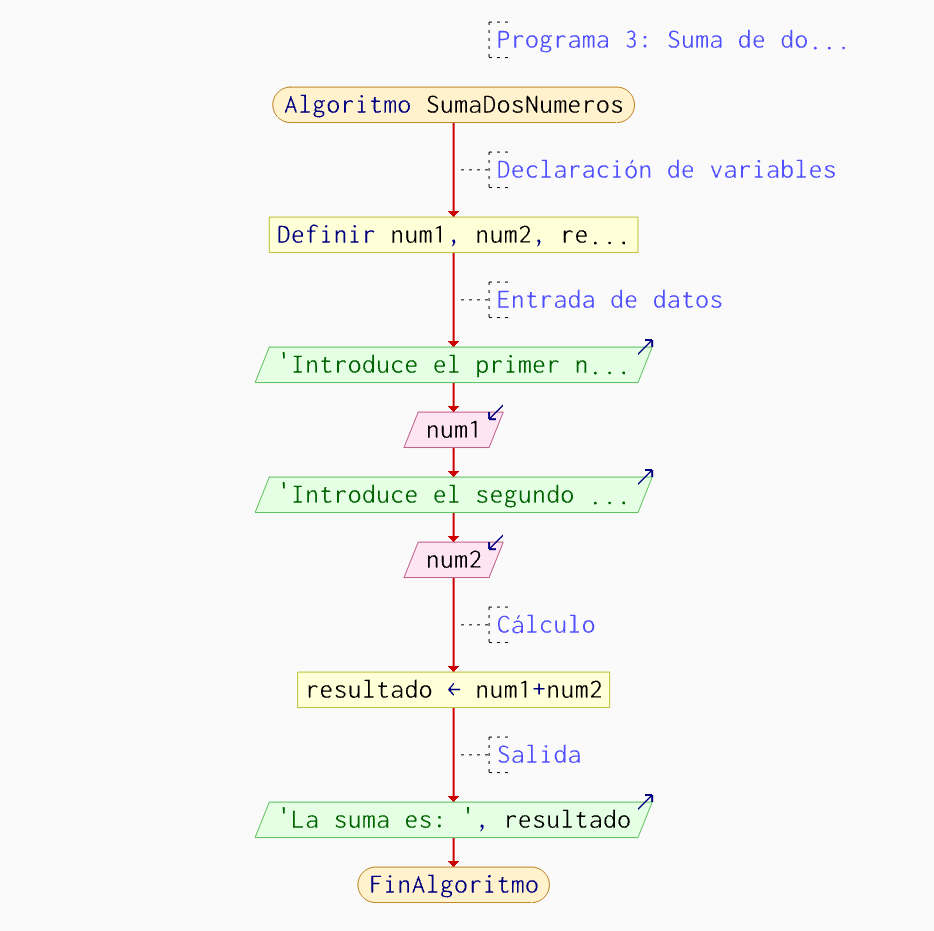 Programa 3: Suma de do...
Algoritmo SumaDosNumeros
Declaración de variables
Definir num1, num2, re...
Entrada de datos
'Introduce el primer n...
num1
'Introduce el segundo ...
num2
Cálculo
resultado ← num1+num2
Salida
'La suma es: ', resultado
FinAlgoritmo